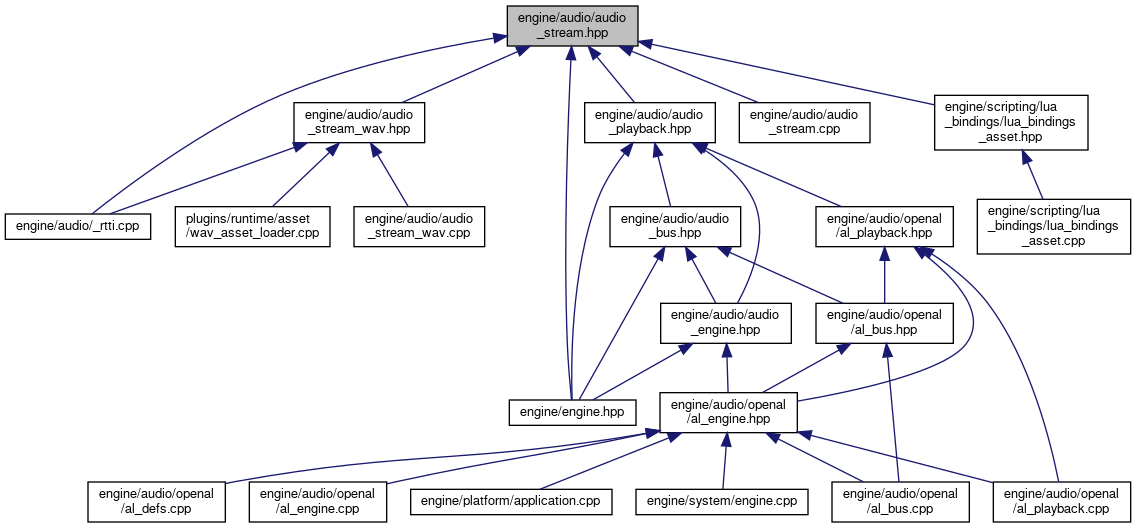 engine/audio/audio
_stream.hpp
engine/audio/audio
_stream_wav.hpp
engine/audio/audio
_playback.hpp
engine/audio/audio
_stream.cpp
engine/scripting/lua
_bindings/lua_bindings
_asset.hpp
engine/audio/_rtti.cpp
plugins/runtime/asset
/wav_asset_loader.cpp
engine/audio/audio
_stream_wav.cpp
engine/audio/audio
_bus.hpp
engine/audio/openal
/al_playback.hpp
engine/scripting/lua
_bindings/lua_bindings
_asset.cpp
engine/audio/audio
_engine.hpp
engine/audio/openal
/al_bus.hpp
engine/engine.hpp
engine/audio/openal
/al_engine.hpp
engine/audio/openal
/al_defs.cpp
engine/audio/openal
/al_engine.cpp
engine/platform/application.cpp
engine/system/engine.cpp
engine/audio/openal
/al_bus.cpp
engine/audio/openal
/al_playback.cpp